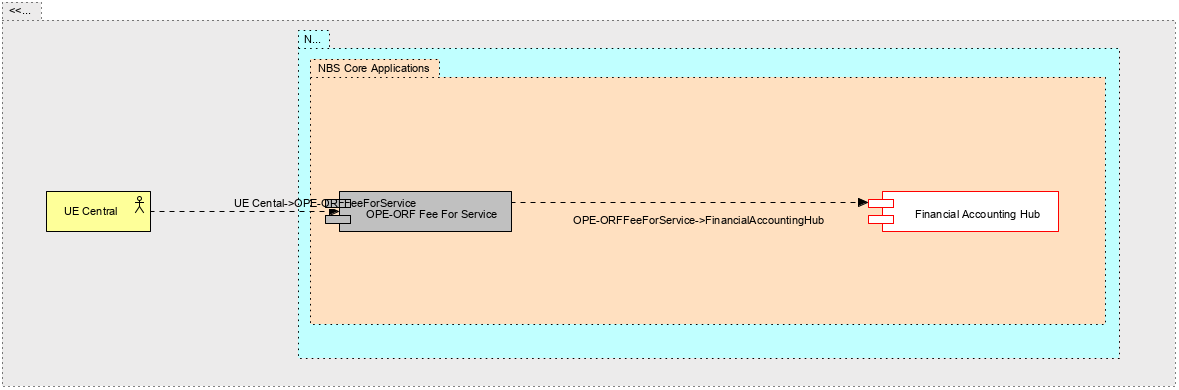 <<...
N...
NBS Core Applications
UE Central
UE Cental->OPE-ORFFeeForService
OPE-ORF Fee For Service
OPE-ORFFeeForService->FinancialAccountingHub
Financial Accounting Hub